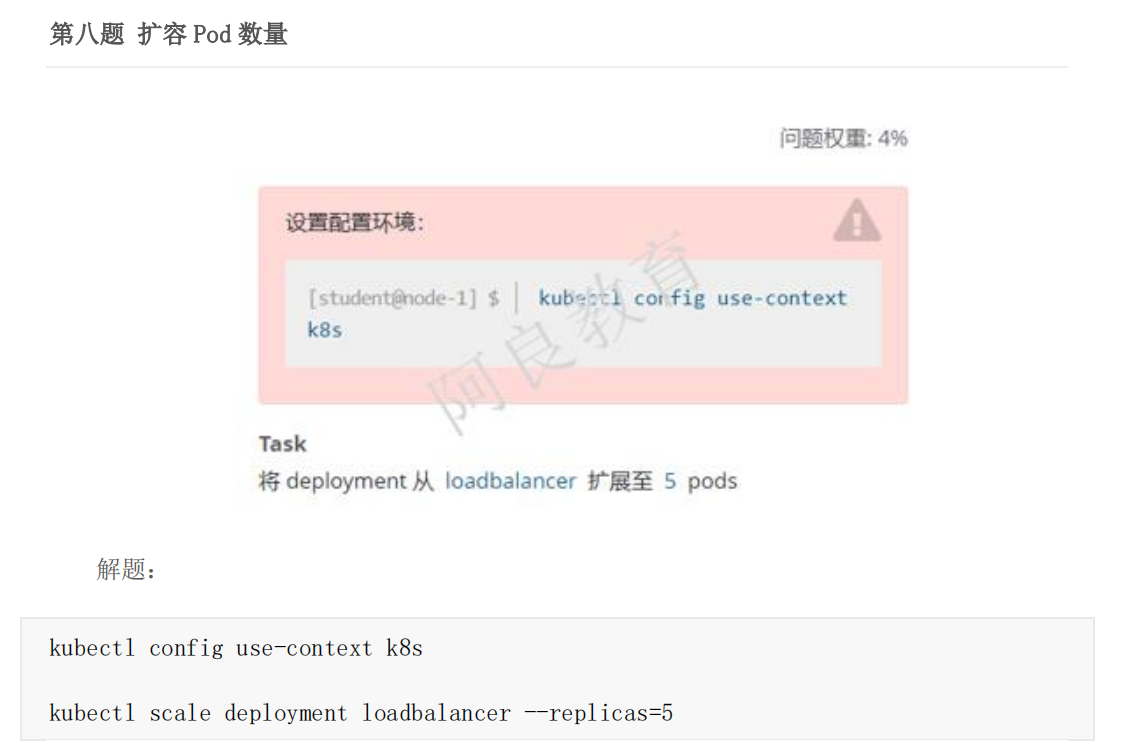 第八题 扩容 Pod 数量
问题权重: 4%
设置配置环境:
[student@node-1] $ | kubectl config use-context
k8s
阿良教育
Task
将 deployment 从 loadbalancer 扩展至 5 pods
解题:
kubectl config use-context k8s
kubectl scale deployment loadbalancer --replicas=5